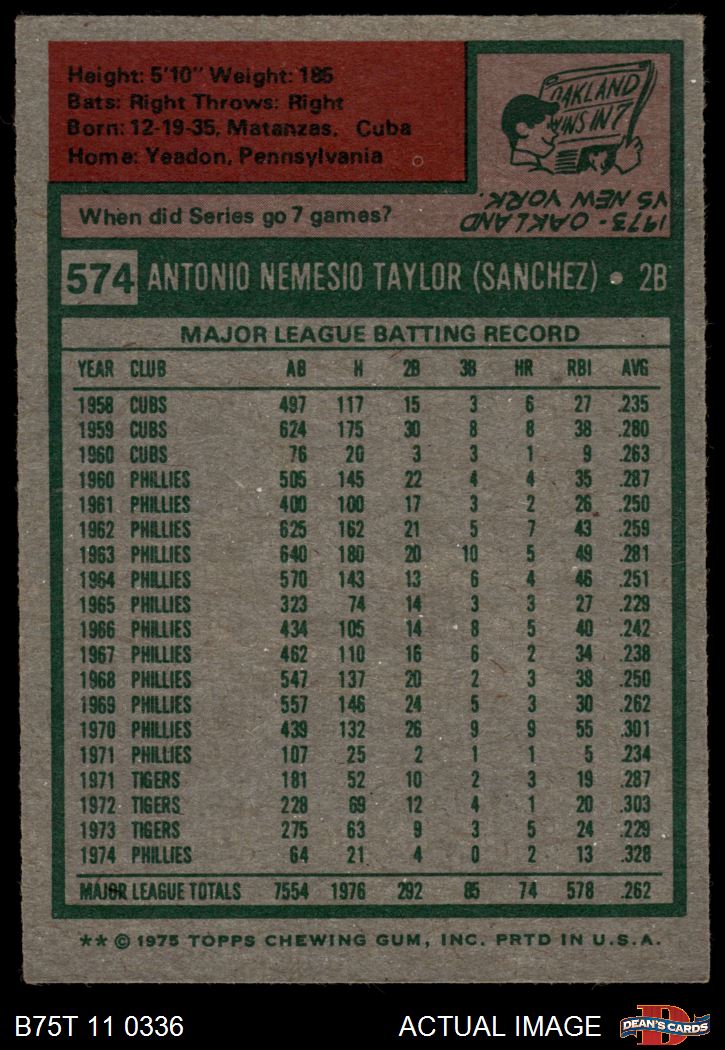 Height: 5'10" Weight: 185
Bats: Right Throws: Right
Born: 12-19-35, Matanzas, Cuba
Home: Yeadon, Pennsylvania
OAKLAND
WINS IN 7
When did Series go 7 games?
1973 - OAKLAND
VS NEW YORK.
574 ANTONIO NEMESIO TAYLOR (SANCHEZ) • 2B
MAJOR LEAGUE BATTING RECORD
YEAR CLUB AB H 2B 3B HR RBI AVG
1958 CUBS 497 117 15 3 6 27 .235
1959 CUBS 624 175 30 8 8 38 .280
1960 CUBS 76 20 3 3 1 9 .263
1960 PHILLIES 505 145 22 4 4 35 .287
1961 PHILLIES 400 100 17 3 2 26 .250
1962 PHILLIES 625 162 21 5 7 43 .259
1963 PHILLIES 640 180 20 10 5 49 .281
1964 PHILLIES 570 143 13 6 4 46 .251
1965 PHILLIES 323 74 14 3 3 27 .229
1966 PHILLIES 434 105 14 8 5 40 .242
1967 PHILLIES 462 110 16 6 2 34 .238
1968 PHILLIES 547 137 20 2 3 38 .250
1969 PHILLIES 557 146 24 5 3 30 .262
1970 PHILLIES 439 132 26 9 9 55 .301
1971 PHILLIES 107 25 2 1 1 5 .234
1971 TIGERS 181 52 10 2 3 19 .287
1972 TIGERS 228 69 12 4 1 20 .303
1973 TIGERS 275 63 9 3 5 24 .229
1974 PHILLIES 64 21 4 0 2 13 .328
MAJOR LEAGUE TOTALS 7554 1976 292 85 74 578 .262
** © 1975 TOPPS CHEWING GUM, INC. PRTD IN U.S.A.
B75T 11 0336 ACTUAL IMAGE DEAN'S CARDS